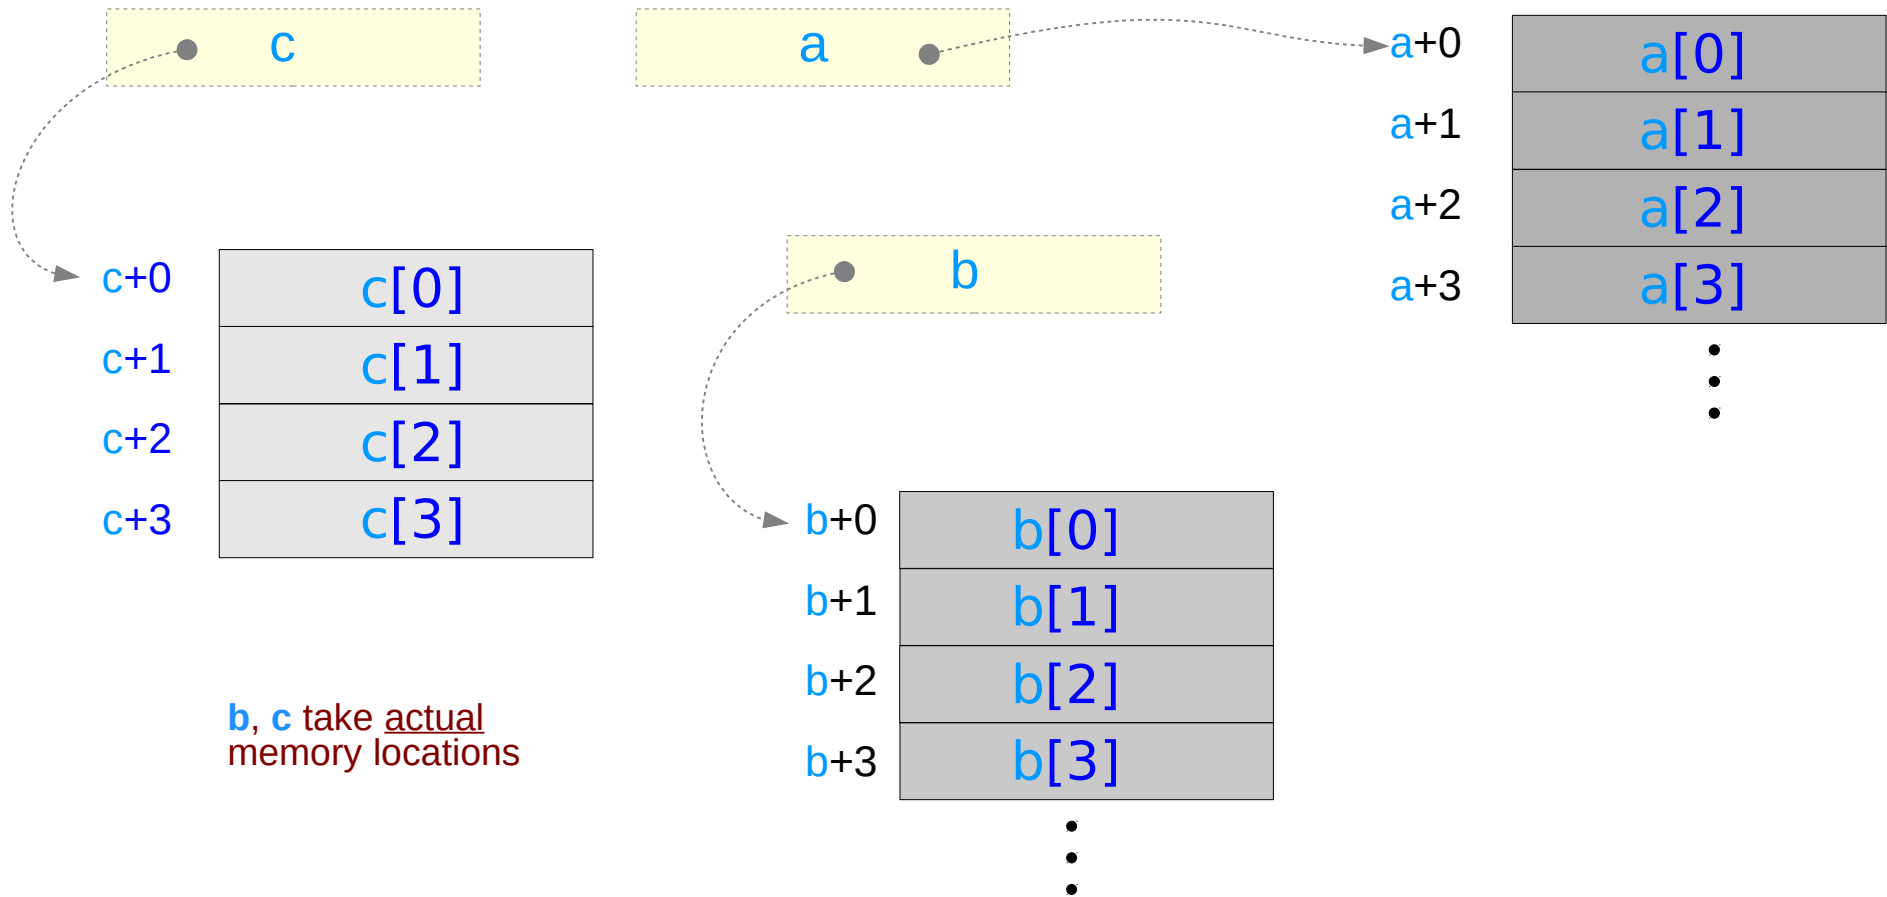 c
a
a+0
a[0]
a+1
a[1]
a+2
a[2]
a+3
a[3]
c+0
c[0]
c+1
c[1]
c+2
c[2]
c+3
c[3]
b
b+0
b[0]
b+1
b[1]
b+2
b[2]
b+3
b[3]
b, c take actual
memory locations